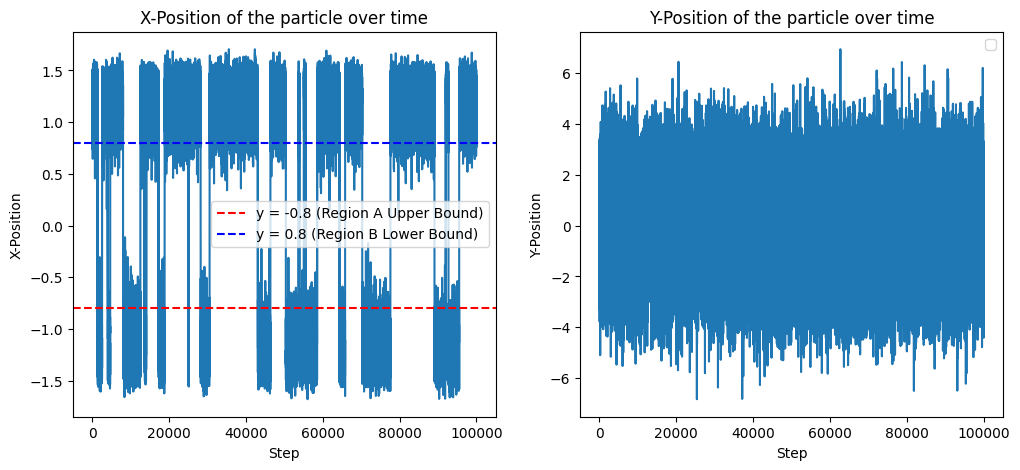 X-Position of the particle over time
X-Position
1.5
1.0
0.5
0.0
−0.5
−1.0
−1.5
y = -0.8 (Region A Upper Bound)
y = 0.8 (Region B Lower Bound)
0 20000 40000 60000 80000 100000
Step
Y-Position of the particle over time
Y-Position
6
4
2
0
−2
−4
−6
0 20000 40000 60000 80000 100000
Step